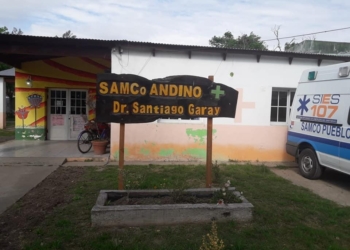 SAMCo ANDINO
Dr. Santiago Garay
SIES
107
SAMCO PUEBLO